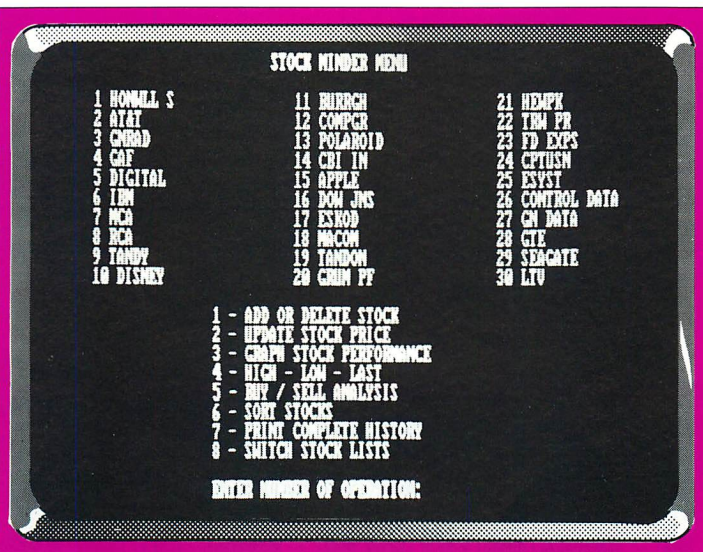 STOCK MINDER MENU
1 HONWLL S 11 BURRGH 21 HEWPK
2 AT&T 12 COMPGR 22 TRW PR
3 GNRAD 13 POLAROID 23 FD EXPS
4 GAF 14 CBI IN 24 CPTUSN
5 DIGITAL 15 APPLE 25 ESYST
6 IBM 16 DOW JNS 26 CONTROL DATA
7 MCA 17 ESKOD 27 GN DATA
8 RCA 18 MACOM 28 GTE
9 TANDY 19 TANDON 29 SEAGATE
10 DISNEY 20 GRUM PF 30 LTV
1 - ADD OR DELETE STOCK
2 - UPDATE STOCK PRICE
3 - GRAPH STOCK PERFORMANCE
4 - HIGH - LOW - LAST
5 - BUY / SELL ANALYSIS
6 - SORT STOCKS
7 - PRINT COMPLETE HISTORY
8 - SWITCH STOCK LISTS
ENTER NUMBER OF OPERATION: